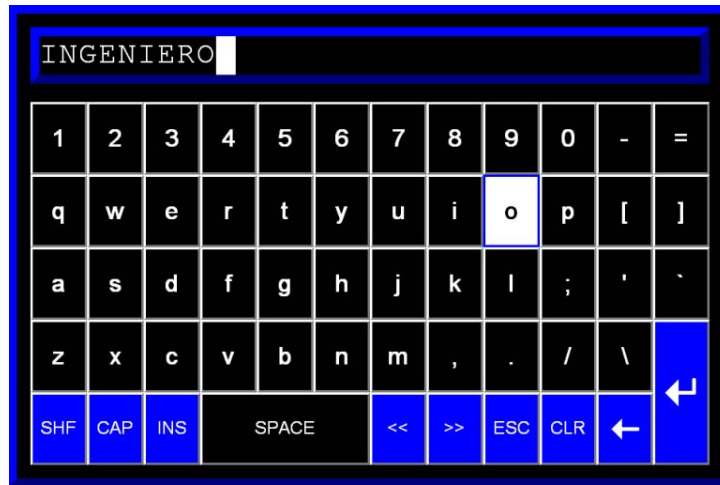 INGENIERO
1 2 3 4 5 6 7 8 9 0 - =
q w e r t y u i o p [ ]
a s d f g h j k l ; ' `
z x c v b n m , . / \
SHF CAP INS SPACE << >> ESC CLR ← ↵